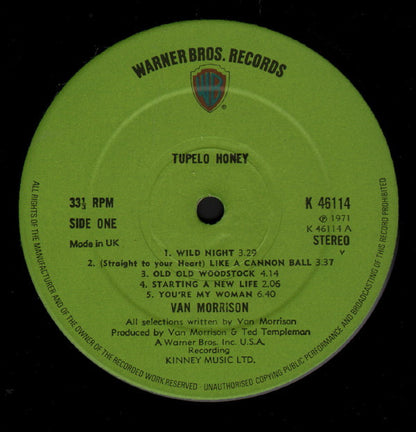 WARNER BROS. RECORDS
WB
TUPELO HONEY
33⅓ RPM
SIDE ONE
Made in UK
K 46114
℗ 1971
K 46114 A
STEREO
1. WILD NIGHT 3.29
2. (Straight to your Heart) LIKE A CANNON BALL 3.37
3. OLD OLD WOODSTOCK 4.14
4. STARTING A NEW LIFE 2.06
5. YOU'RE MY WOMAN 6.40
VAN MORRISON
All selections written by Van Morrison
Produced by Van Morrison & Ted Templeman
A Warner Bros. Inc. U.S.A.
Recording
KINNEY MUSIC LTD.
ALL RIGHTS OF THE MANUFACTURER AND OF THE OWNER OF THE RECORDED WORK RESERVED · UNAUTHORISED COPYING PUBLIC PERFORMANCE AND BROADCASTING OF THIS RECORD PROHIBITED